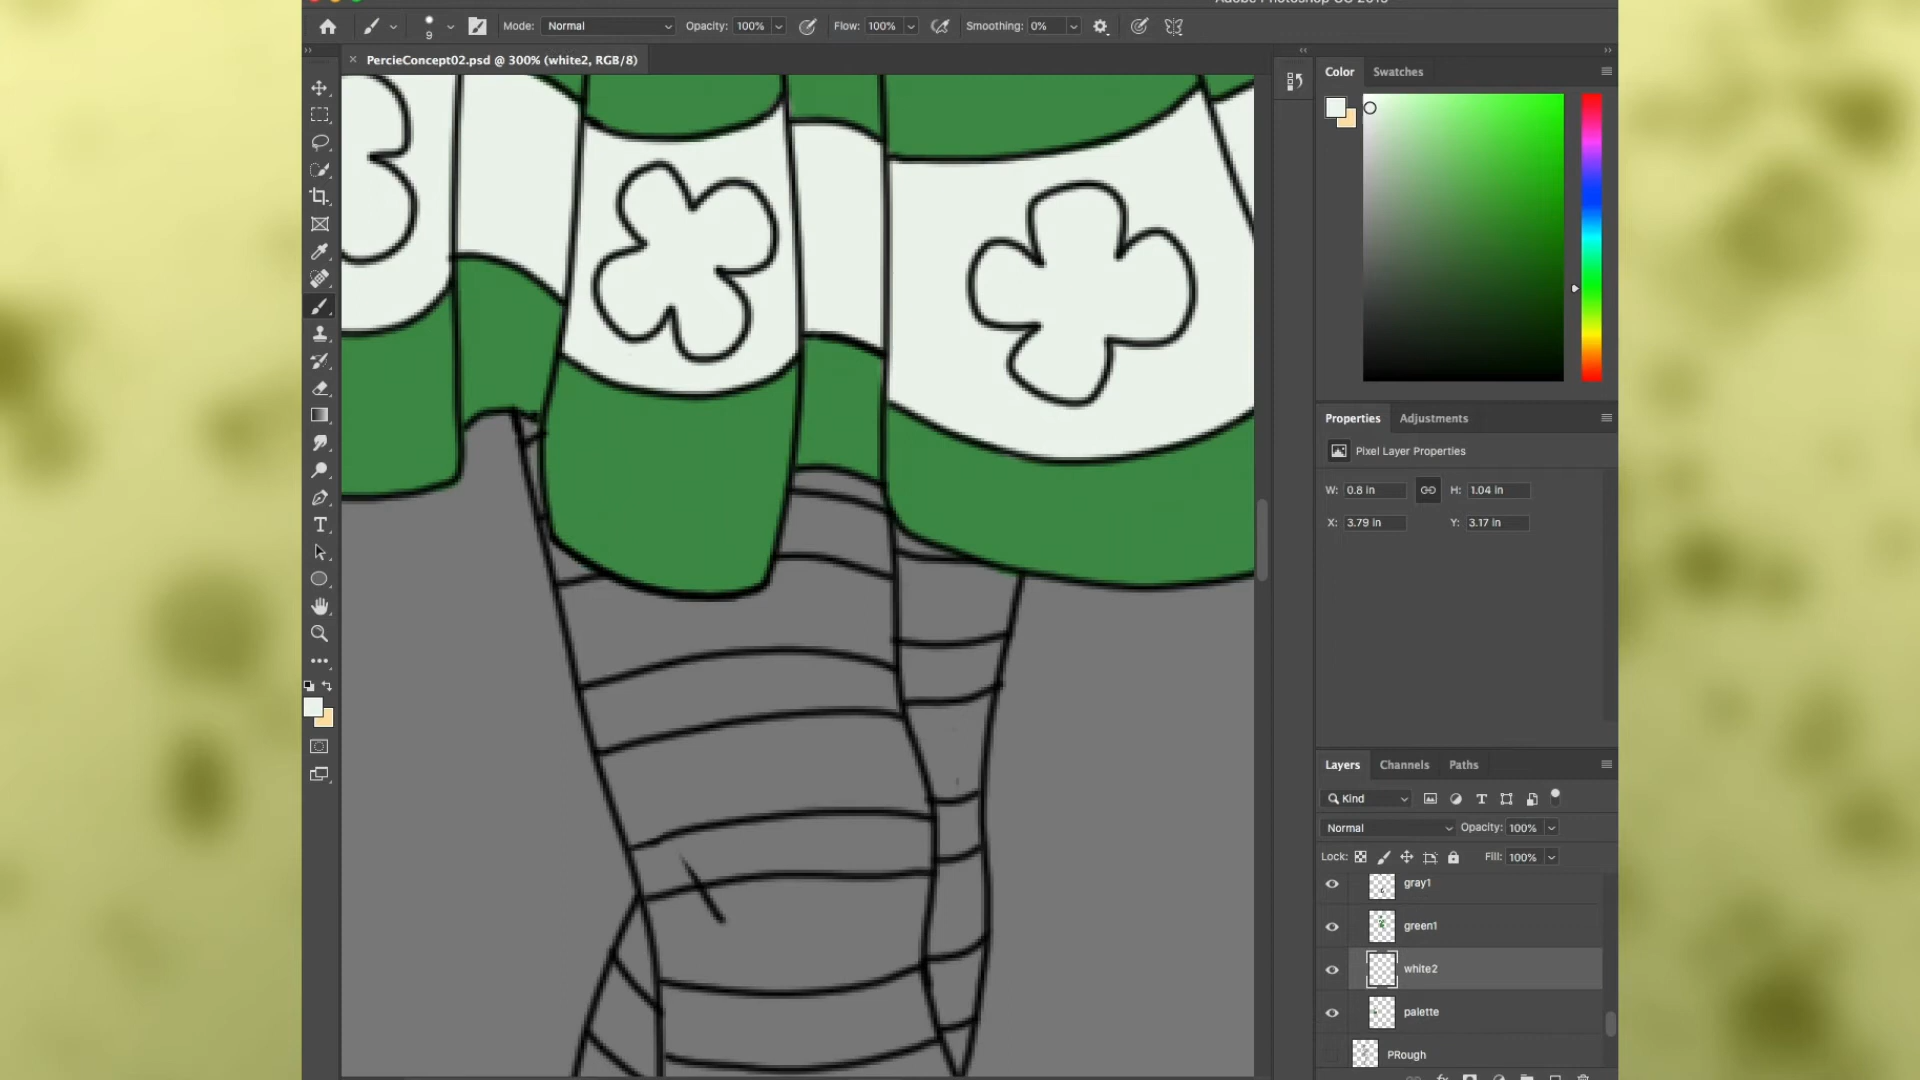 9 Mode: Normal Opacity: 100% Flow: 100% Smoothing: 0%
PercieConcept02.psd @ 300% (white2, RGB/8)
Color Swatches
Properties Adjustments
Pixel Layer Properties
W: 0.8 in H: 1.04 in
X: 3.79 in Y: 3.17 in
Layers Channels Paths
Kind
Normal Opacity: 100%
Lock: Fill: 100%
gray1
green1
white2
palette
PRough